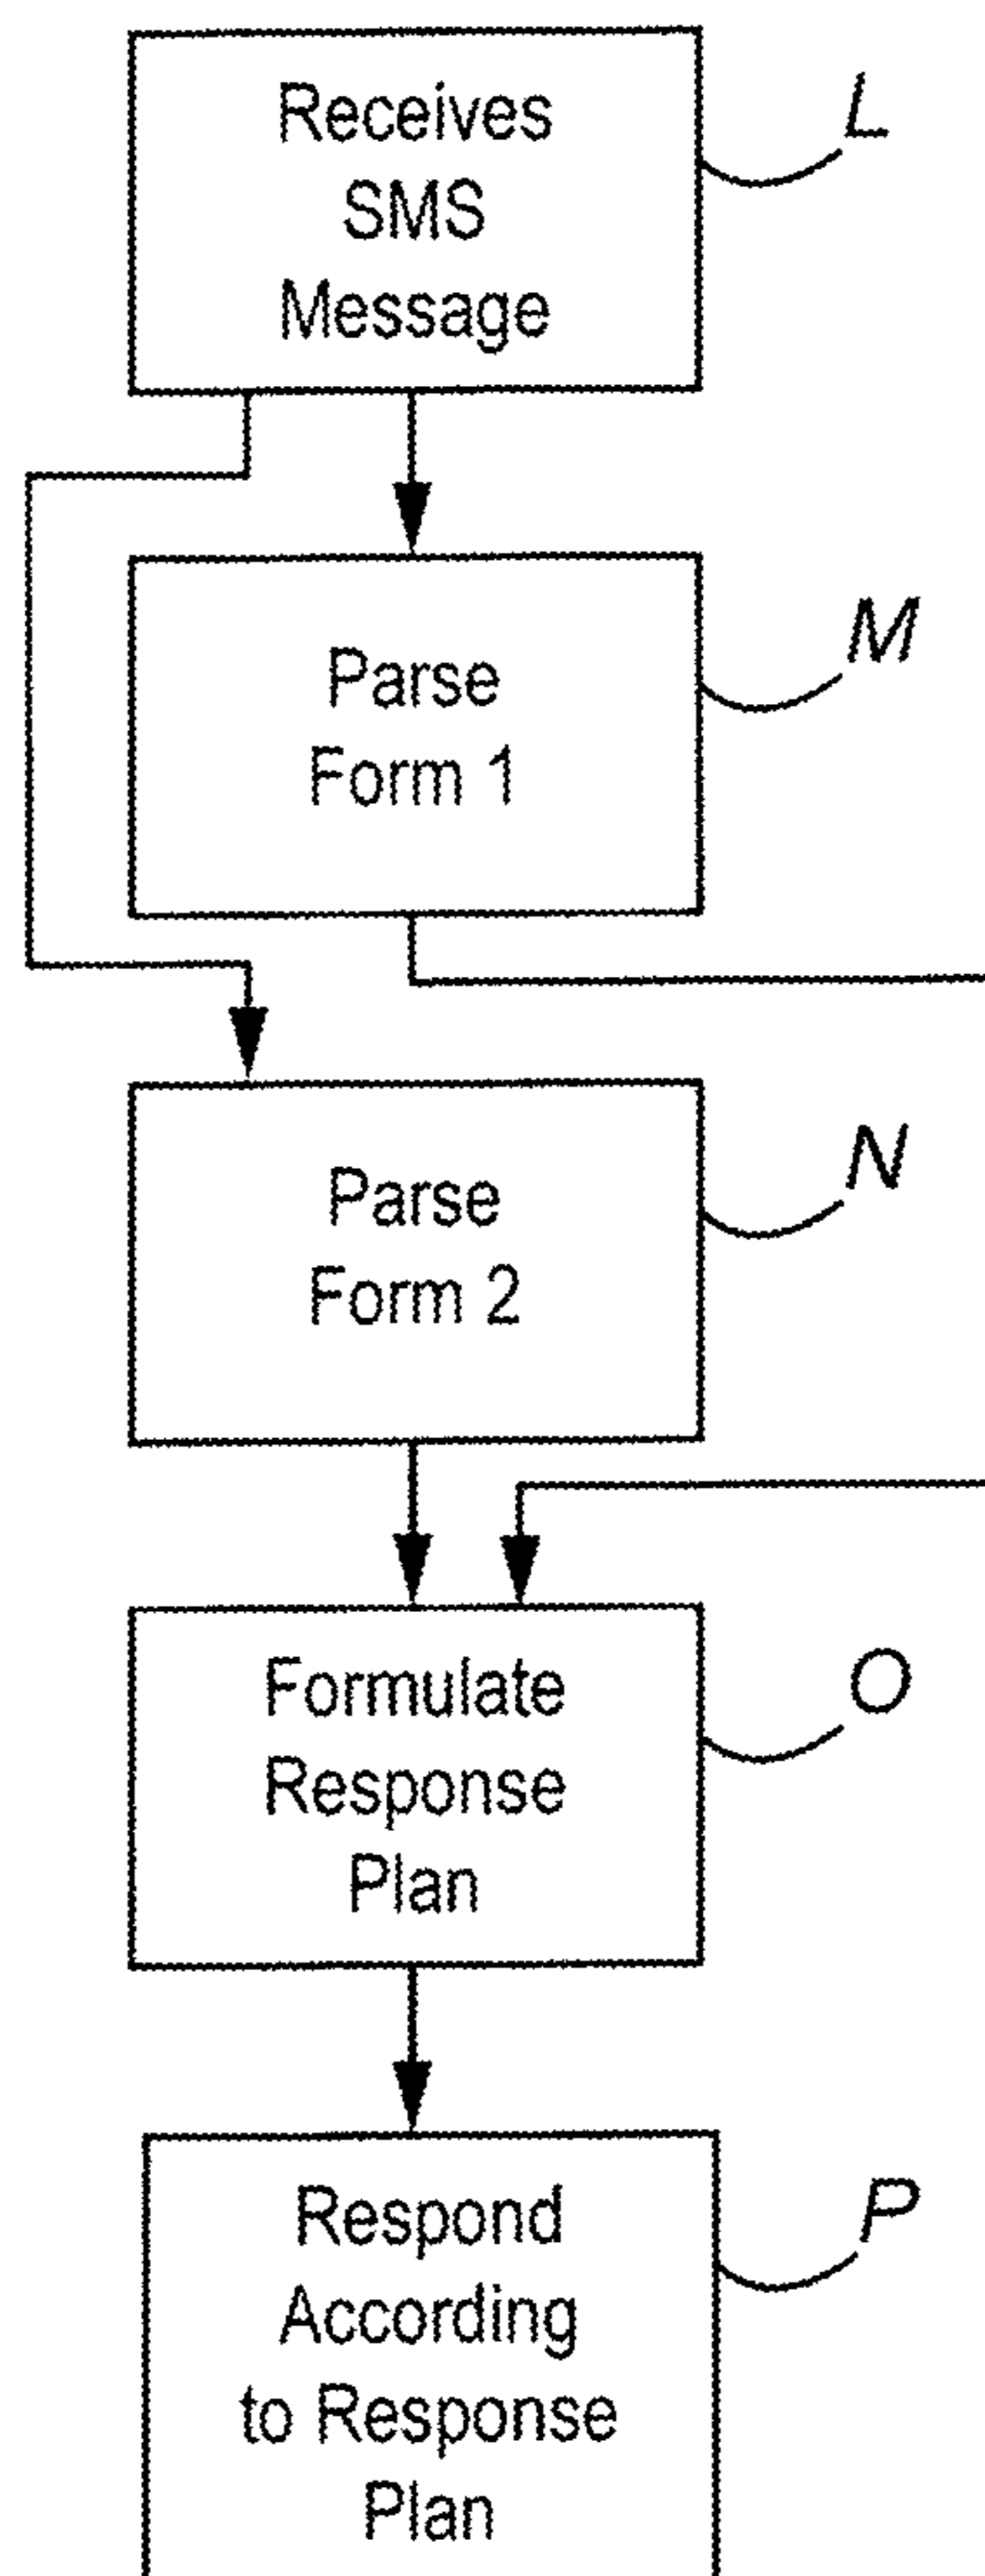 Receives
SMS
Message
L
Parse
Form 1
M
Parse
Form 2
N
Formulate
Response
Plan
O
Respond
According
to Response
Plan
P